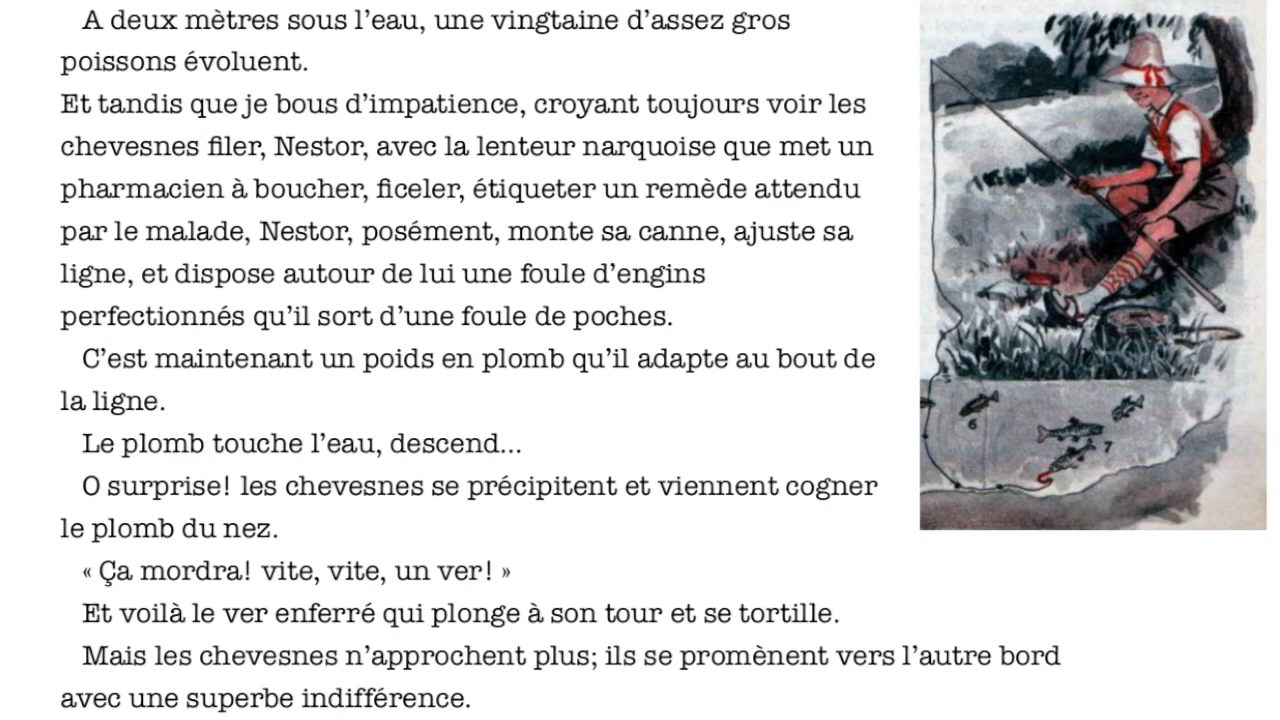 A deux mètres sous l'eau, une vingtaine d'assez gros
poissons évoluent.
Et tandis que je bous d'impatience, croyant toujours voir les
chevesnes filer, Nestor, avec la lenteur narquoise que met un
pharmacien à boucher, ficeler, étiqueter un remède attendu
par le malade, Nestor, posément, monte sa canne, ajuste sa
ligne, et dispose autour de lui une foule d'engins
perfectionnés qu'il sort d'une foule de poches.
C'est maintenant un poids en plomb qu'il adapte au bout de
la ligne.
Le plomb touche l'eau, descend...
O surprise! les chevesnes se précipitent et viennent cogner
le plomb du nez.
« Ça mordra! vite, vite, un ver! »
Et voilà le ver enferré qui plonge à son tour et se tortille.
Mais les chevesnes n'approchent plus; ils se promènent vers l'autre bord
avec une superbe indifférence.
6
7